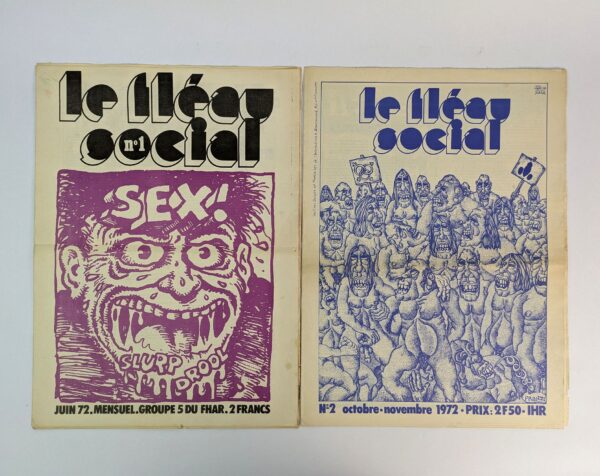 le fléau
social
n°1
SEX!
SLURP
DROOL
JUIN 72.MENSUEL.GROUPE 5 DU FHAR.2 FRANCS
le fléau
social
N°2 octobre-novembre 1972 • PRIX: 2F50 • IHR